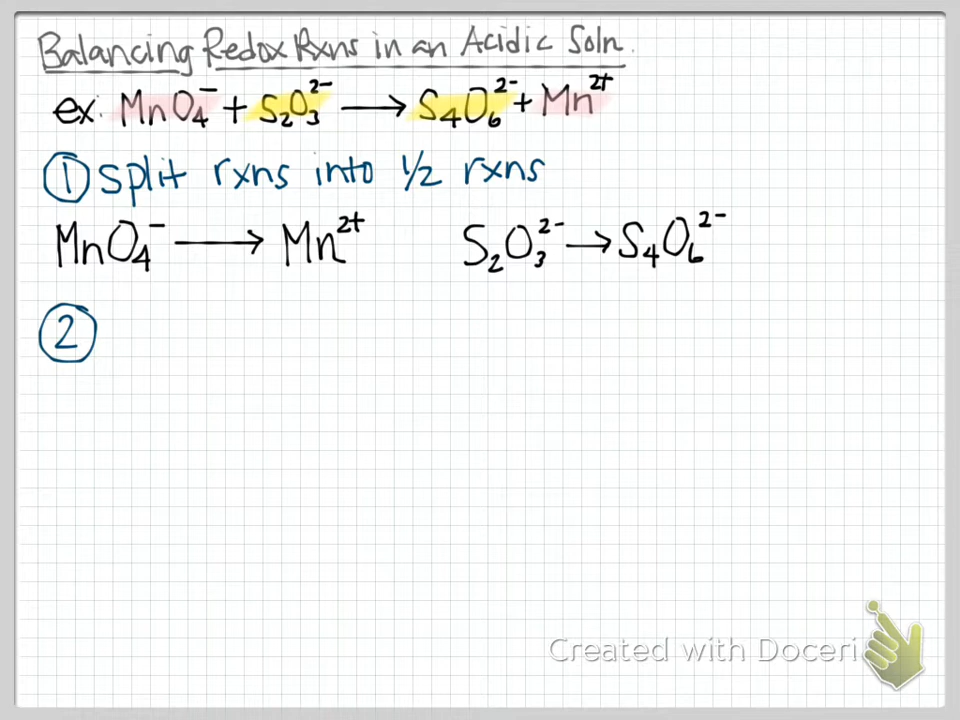 Balancing Redox Rxns in an Acidic Soln.
ex: MnO₄⁻ + S₂O₃²⁻ → S₄O₆²⁻ + Mn²⁺
① split rxns into 1/2 rxns
MnO₄⁻ → Mn²⁺ S₂O₃²⁻ → S₄O₆²⁻
②
Created with Doceri